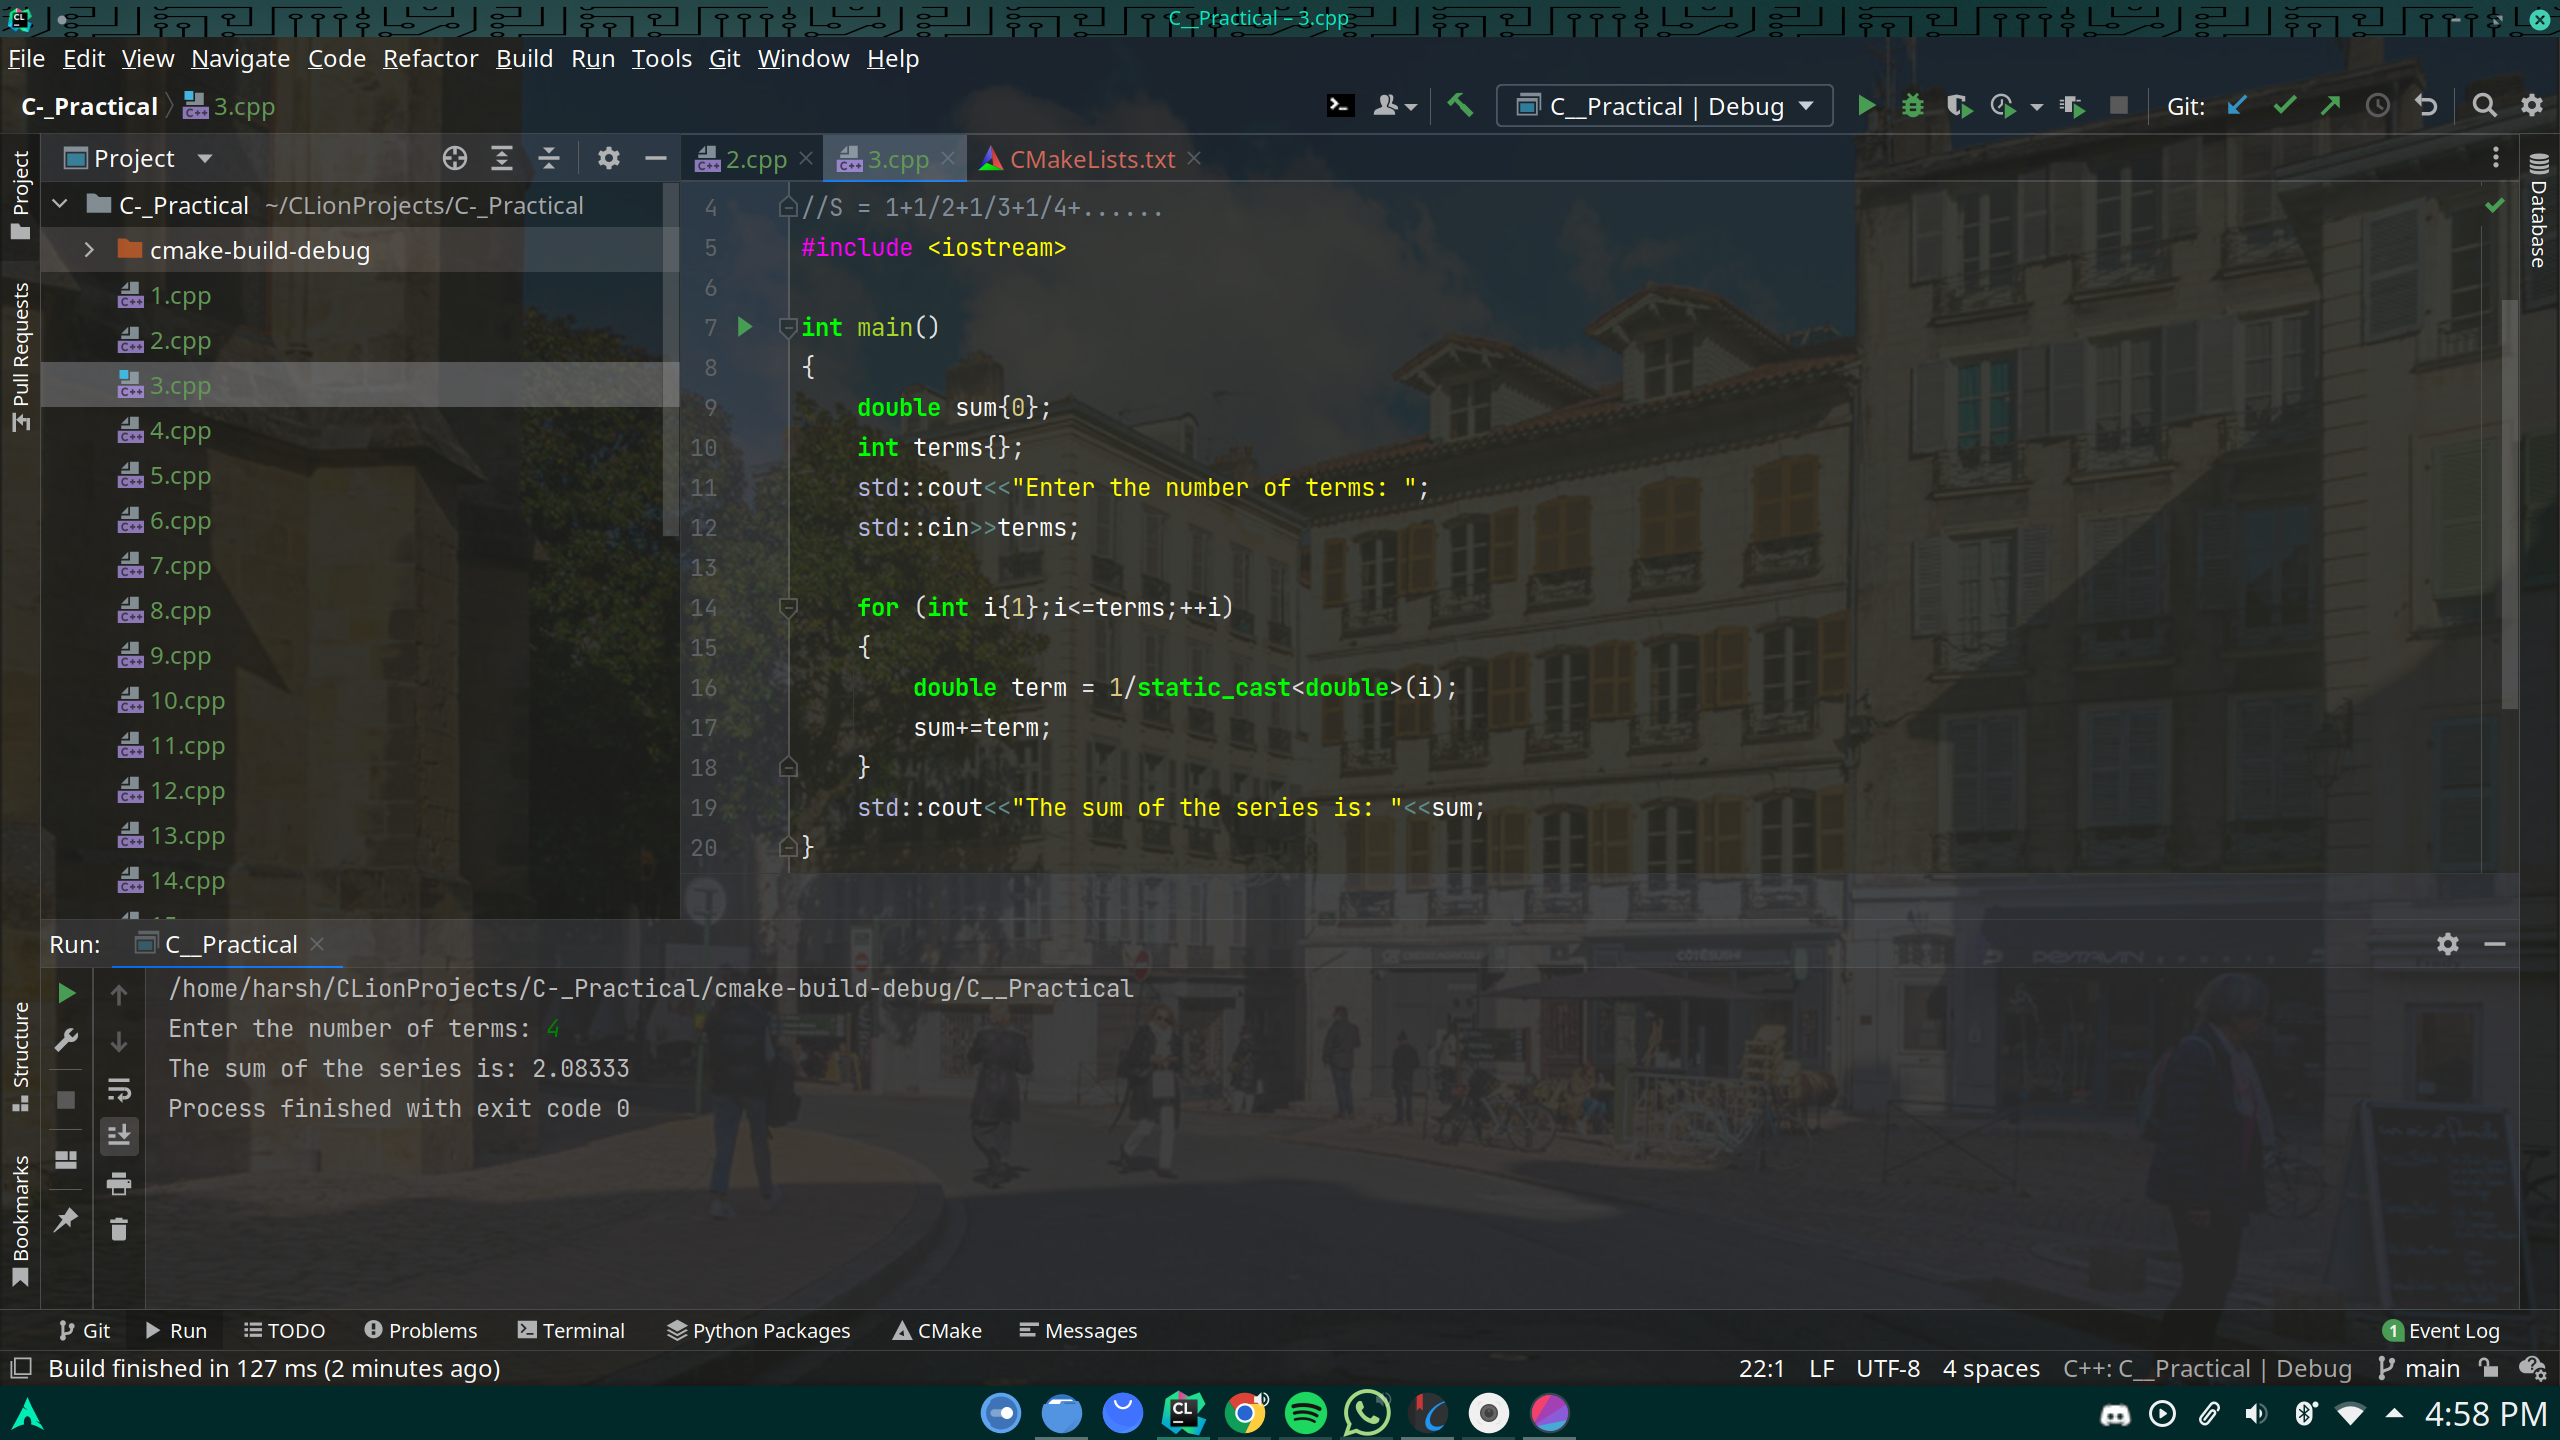 C__Practical – 3.cpp
File Edit View Navigate Code Refactor Build Run Tools Git Window Help
C-_Practical 3.cpp
C__Practical | Debug
Git:
Project
2.cpp
3.cpp
CMakeLists.txt
Project
Pull Requests
Structure
Bookmarks
Database
C-_Practical ~/CLionProjects/C-_Practical
cmake-build-debug
1.cpp
2.cpp
3.cpp
4.cpp
5.cpp
6.cpp
7.cpp
8.cpp
9.cpp
10.cpp
11.cpp
12.cpp
13.cpp
14.cpp
4 //S = 1+1/2+1/3+1/4+......
5 #include <iostream>
6
7 int main()
8 {
9 double sum{0};
10 int terms{};
11 std::cout<<"Enter the number of terms: ";
12 std::cin>>terms;
13
14 for (int i{1};i<=terms;++i)
15 {
16 double term = 1/static_cast<double>(i);
17 sum+=term;
18 }
19 std::cout<<"The sum of the series is: "<<sum;
20 }
Run: C__Practical
/home/harsh/CLionProjects/C-_Practical/cmake-build-debug/C__Practical
Enter the number of terms: 4
The sum of the series is: 2.08333
Process finished with exit code 0
Git Run TODO Problems Terminal Python Packages CMake Messages
1 Event Log
Build finished in 127 ms (2 minutes ago)
22:1 LF UTF-8 4 spaces C++: C__Practical | Debug main
4:58 PM